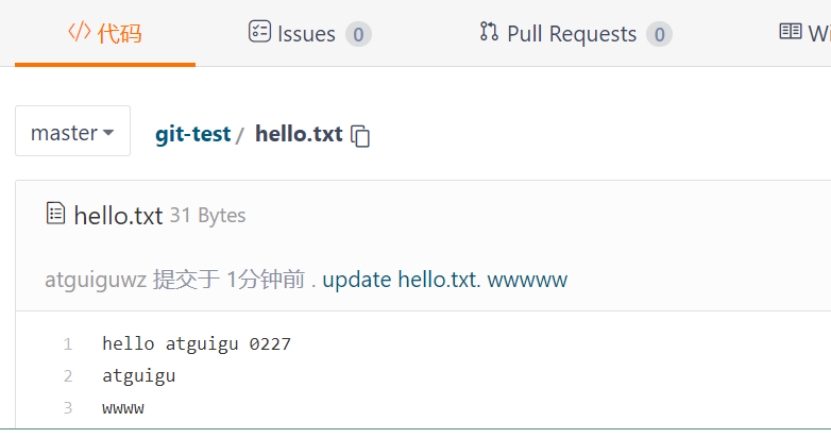 </> 代码 Issues 0 Pull Requests 0 Wi
master git-test / hello.txt
hello.txt 31 Bytes
atguiguwz 提交于 1分钟前 . update hello.txt. wwwww
1 hello atguigu 0227
2 atguigu
3 wwww